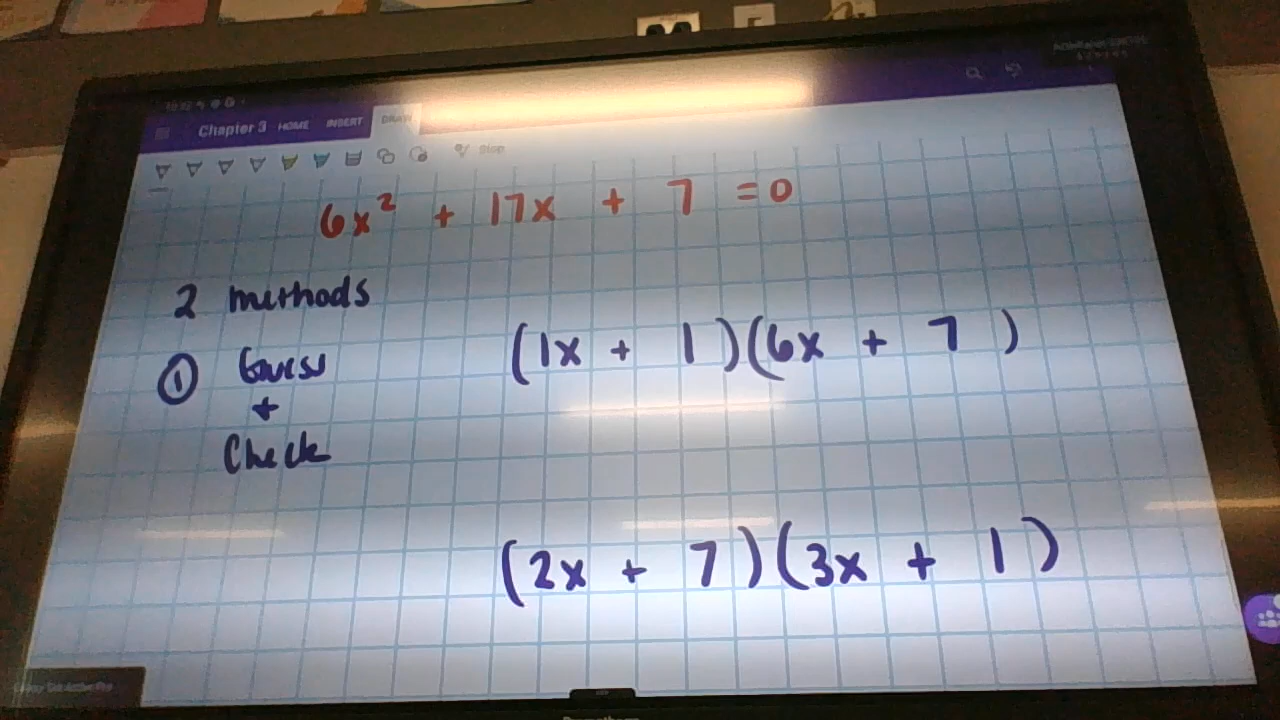 Chapter 3 HOME INSERT DRAW
Stop
6x² + 17x + 7 = 0
2 methods
① Guess
+
Check
(1x + 1)(6x + 7)
(2x + 7)(3x + 1)